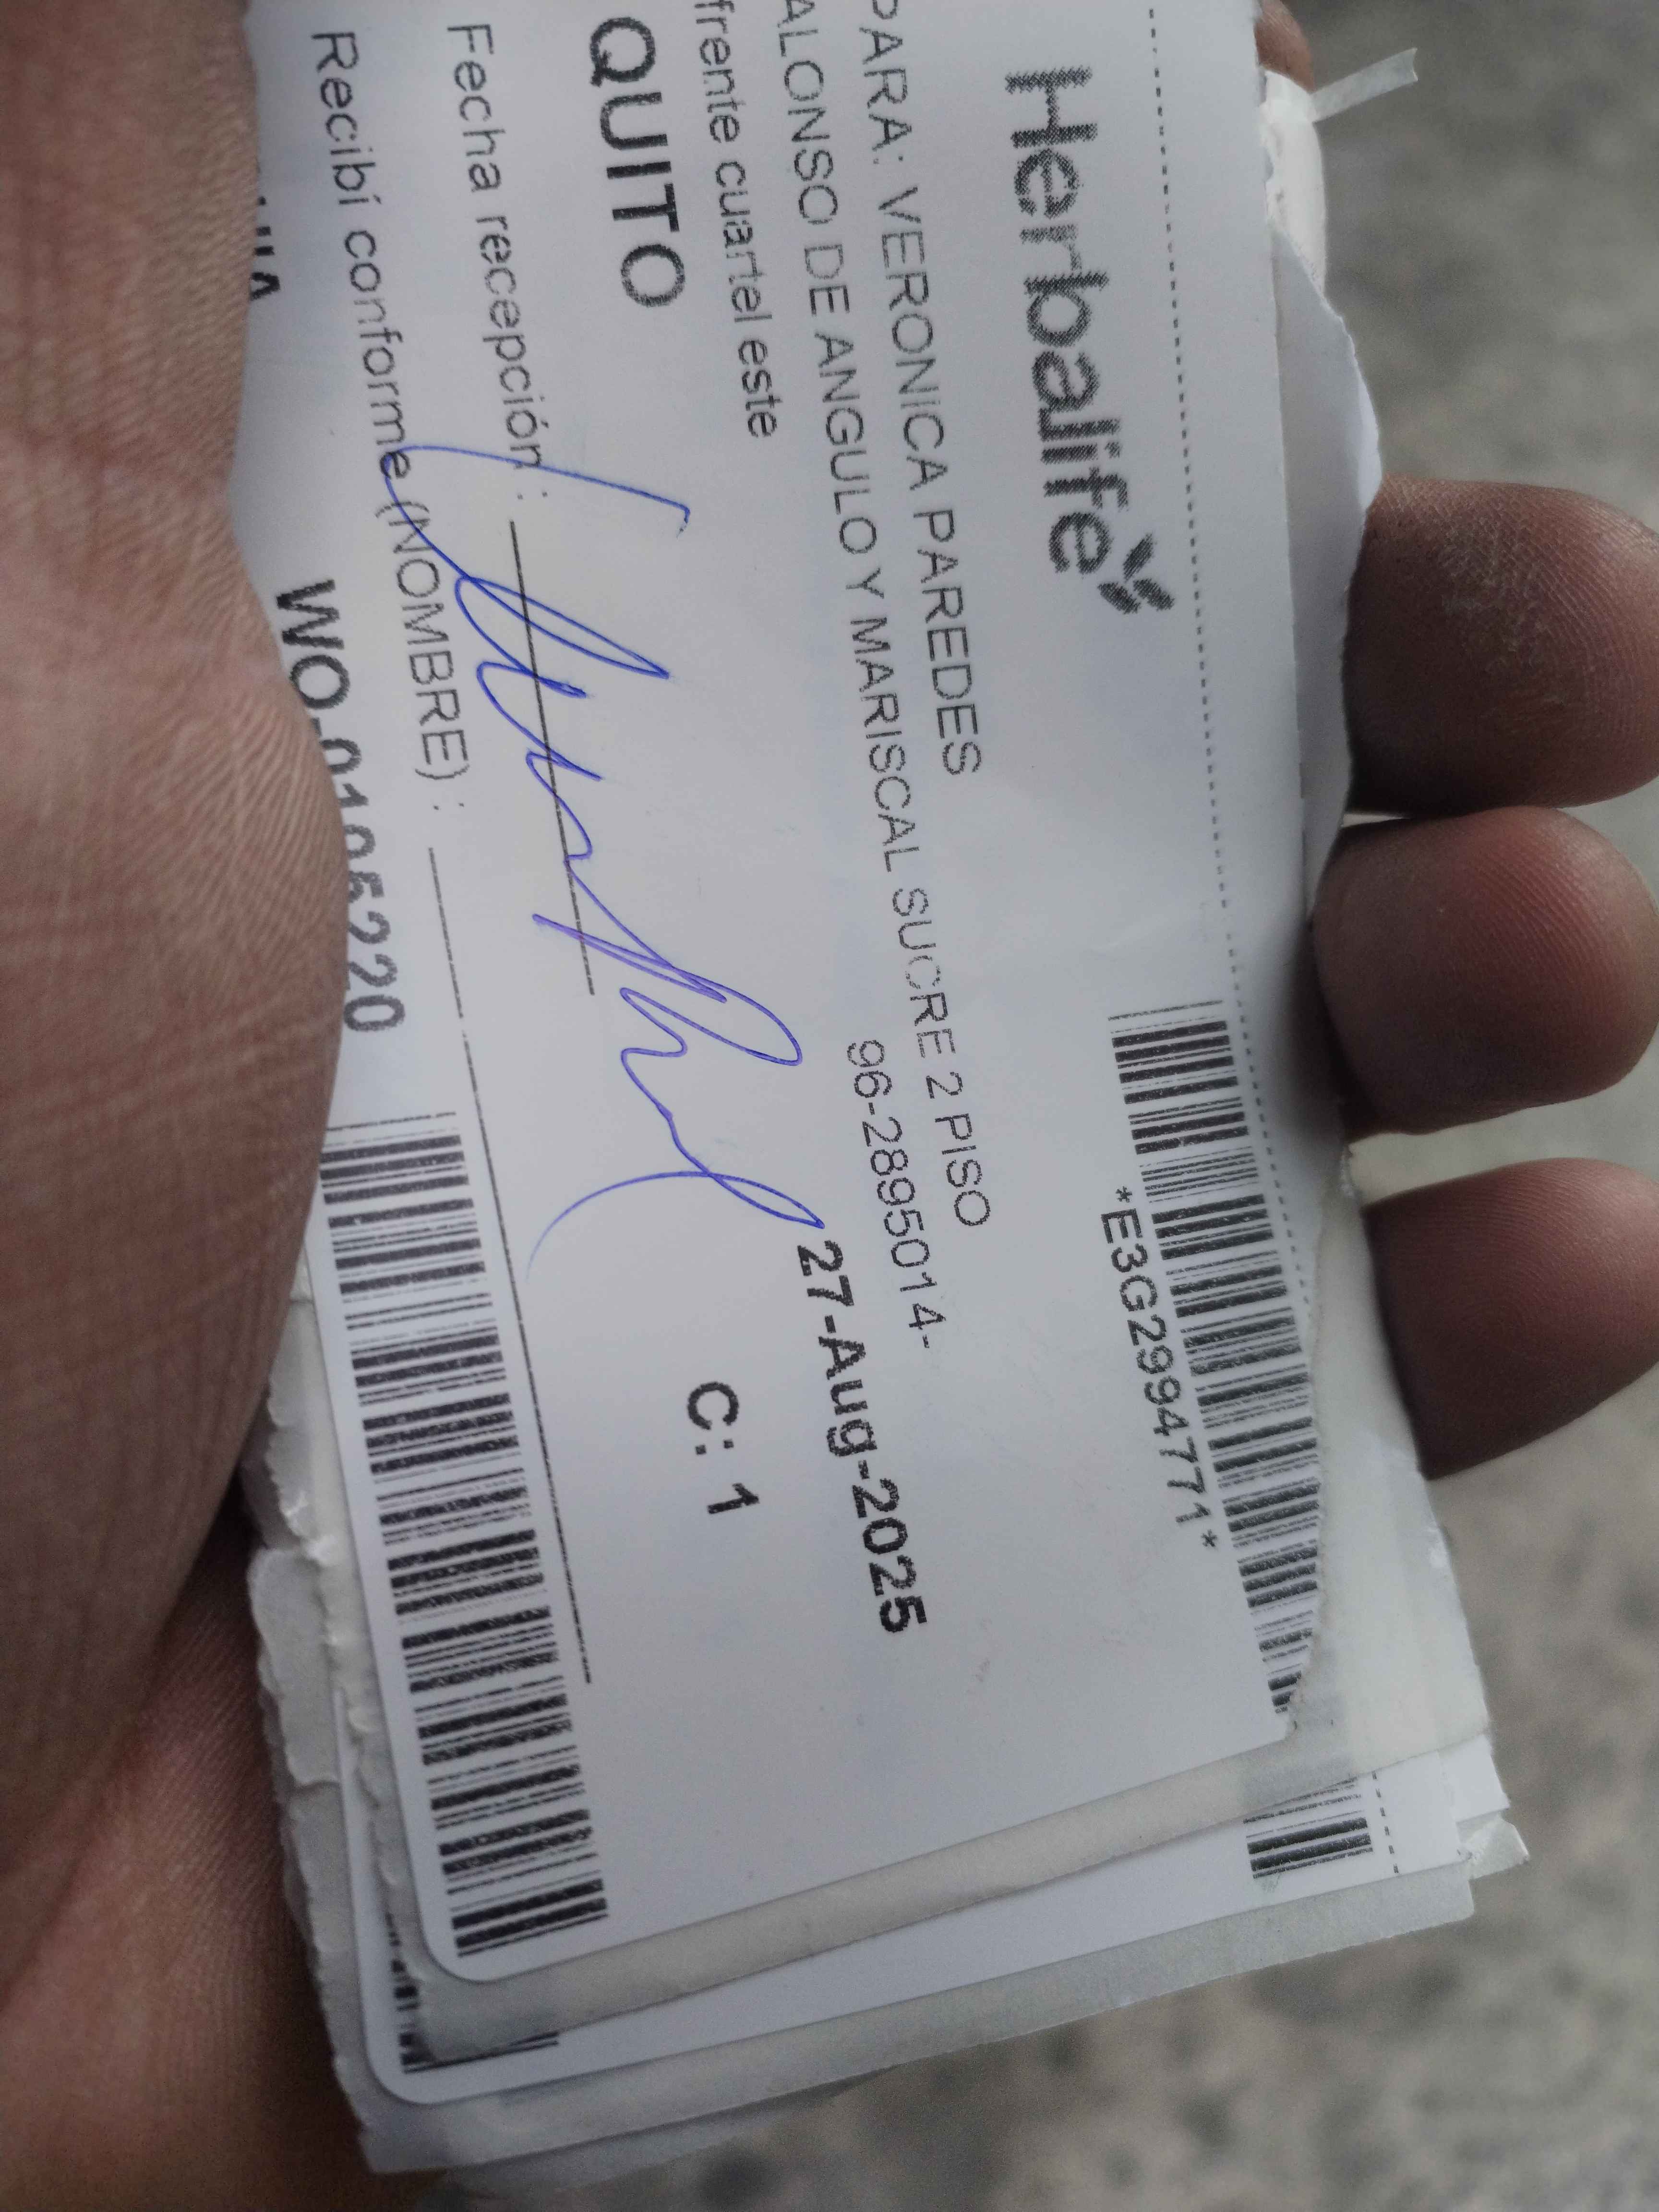 Herbalife
*E3G2994771*
PARA: VERONICA PAREDES
ALONSO DE ANGULO Y MARISCAL SUCRE 2 PISO
frente cuartel este
96-2895014-
QUITO
27-Aug-2025
C: 1
Fecha recepción :
Recibí conforme (NOMBRE) :